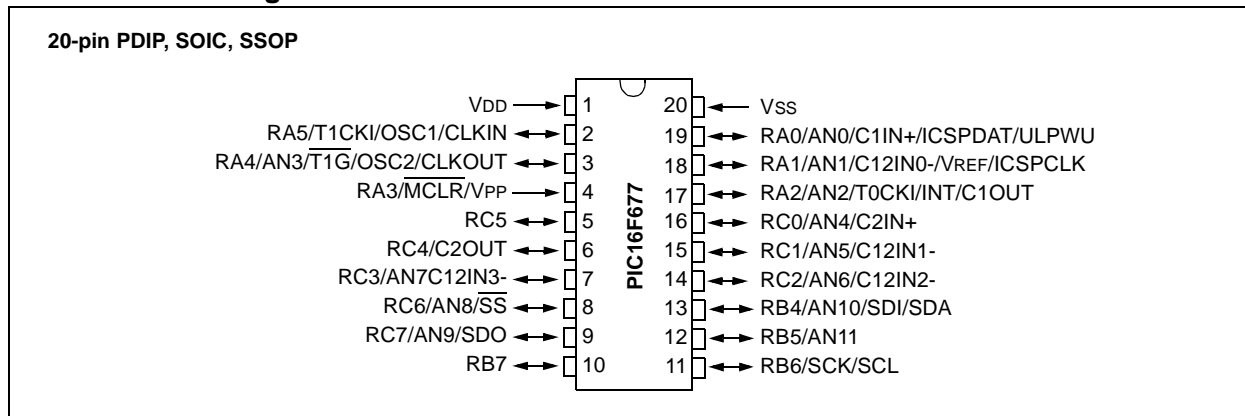 20-pin PDIP, SOIC, SSOP
VDD 1 20 VSS
RA5/T1CKI/OSC1/CLKIN 2 19 RA0/AN0/C1IN+/ICSPDAT/ULPWU
RA4/AN3/T1G/OSC2/CLKOUT 3 18 RA1/AN1/C12IN0-/VREF/ICSPCLK
RA3/MCLR/VPP 4 17 RA2/AN2/T0CKI/INT/C1OUT
RC5 5 16 RC0/AN4/C2IN+
RC4/C2OUT 6 15 RC1/AN5/C12IN1-
RC3/AN7C12IN3- 7 14 RC2/AN6/C12IN2-
RC6/AN8/SS 8 13 RB4/AN10/SDI/SDA
RC7/AN9/SDO 9 12 RB5/AN11
RB7 10 11 RB6/SCK/SCL
PIC16F677